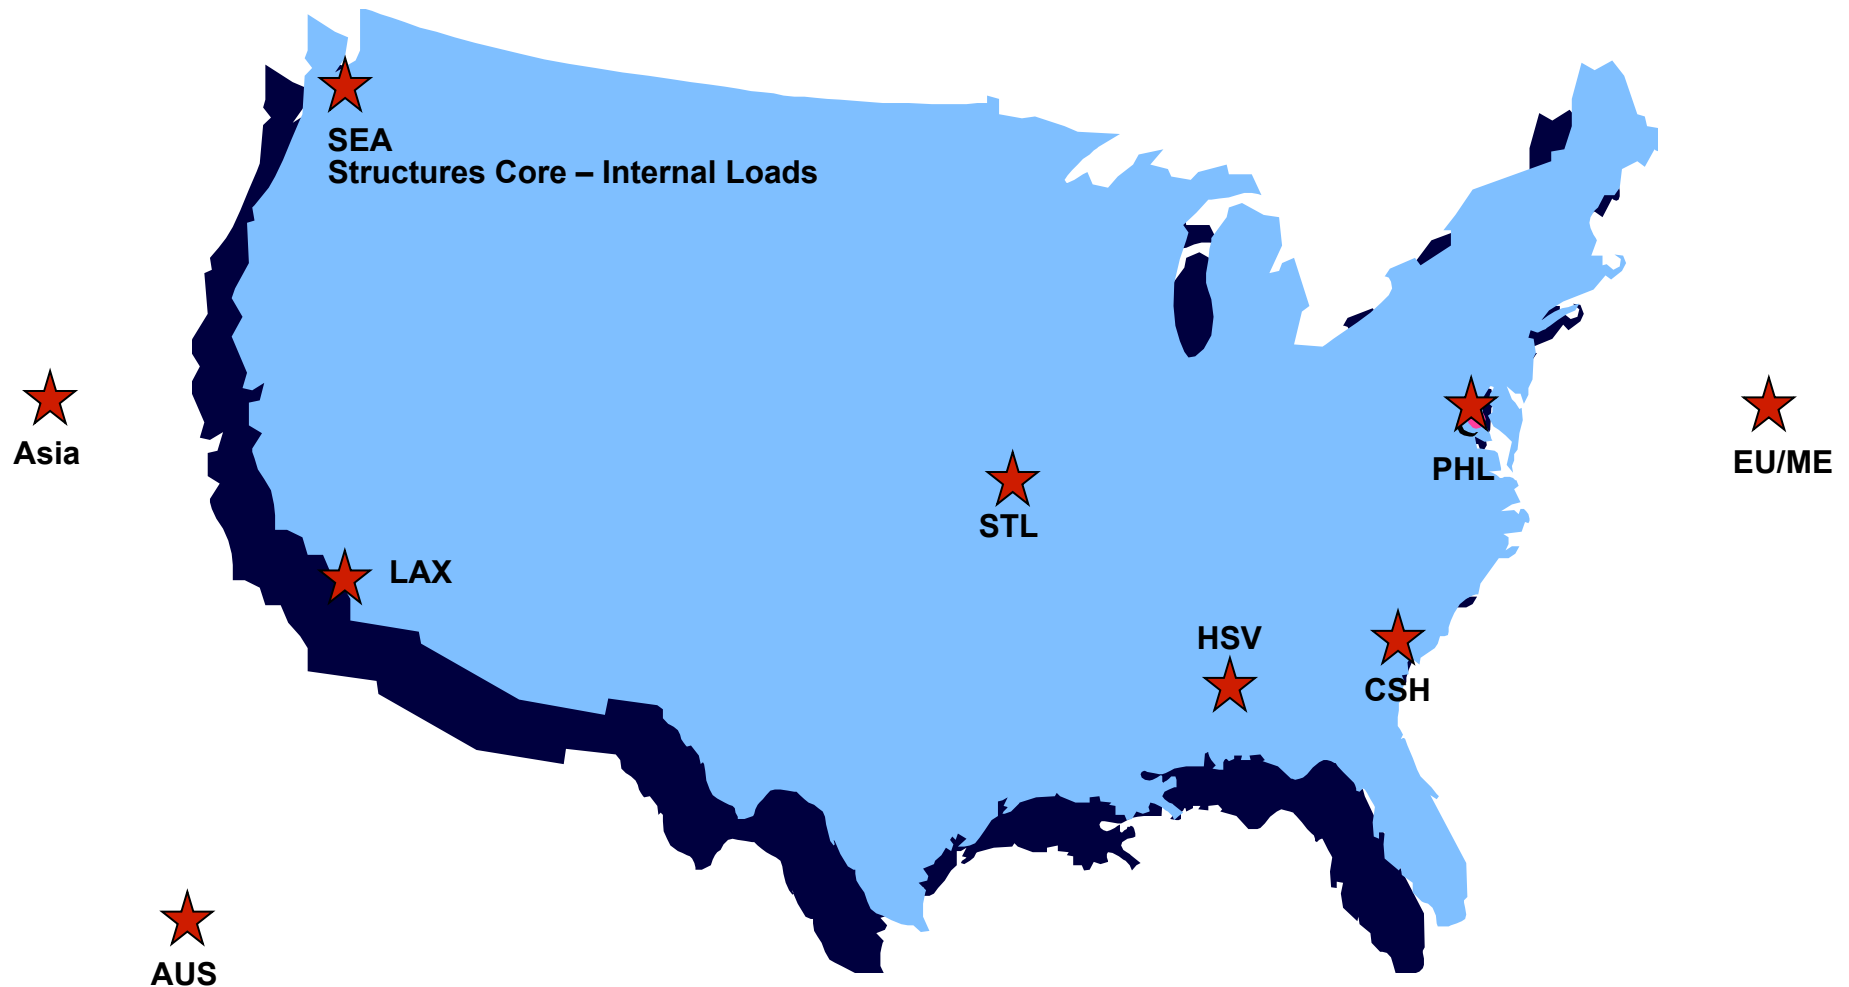 SEA
Structures Core – Internal Loads
Asia
PHL
EU/ME
STL
LAX
HSV
CSH
AUS